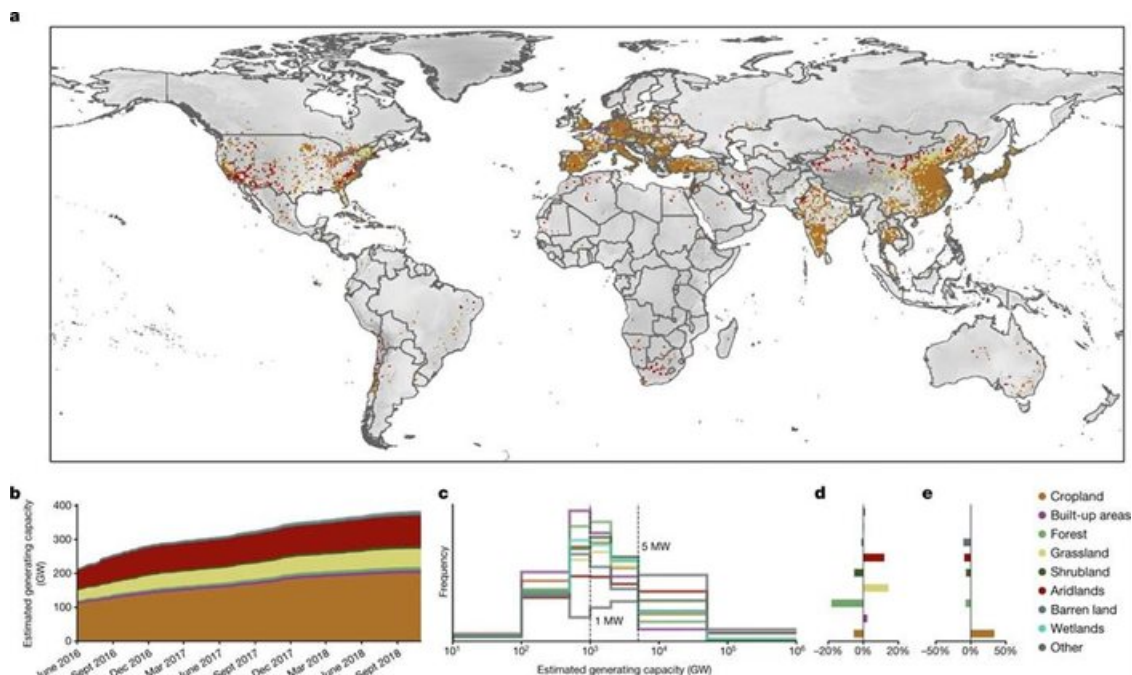 a
b
400
300
200
100
0
Estimated generating capacity
(GW)
June 2016
Sept 2016
Dec 2016
Mar 2017
June 2017
Sept 2017
Dec 2017
Mar 2018
June 2018
Sept 2018
c
Frequency
5 MW
1 MW
10¹
10²
10³
10⁴
10⁵
10⁶
Estimated generating capacity (GW)
d
−20%
0%
20%
e
−50%
0%
50%
Cropland
Built-up areas
Forest
Grassland
Shrubland
Aridlands
Barren land
Wetlands
Other